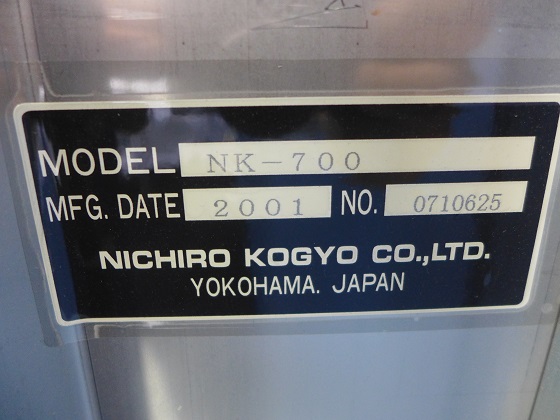 MODEL NK-700
MFG. DATE 2001 NO. 0710625
NICHIRO KOGYO CO.,LTD.
YOKOHAMA. JAPAN